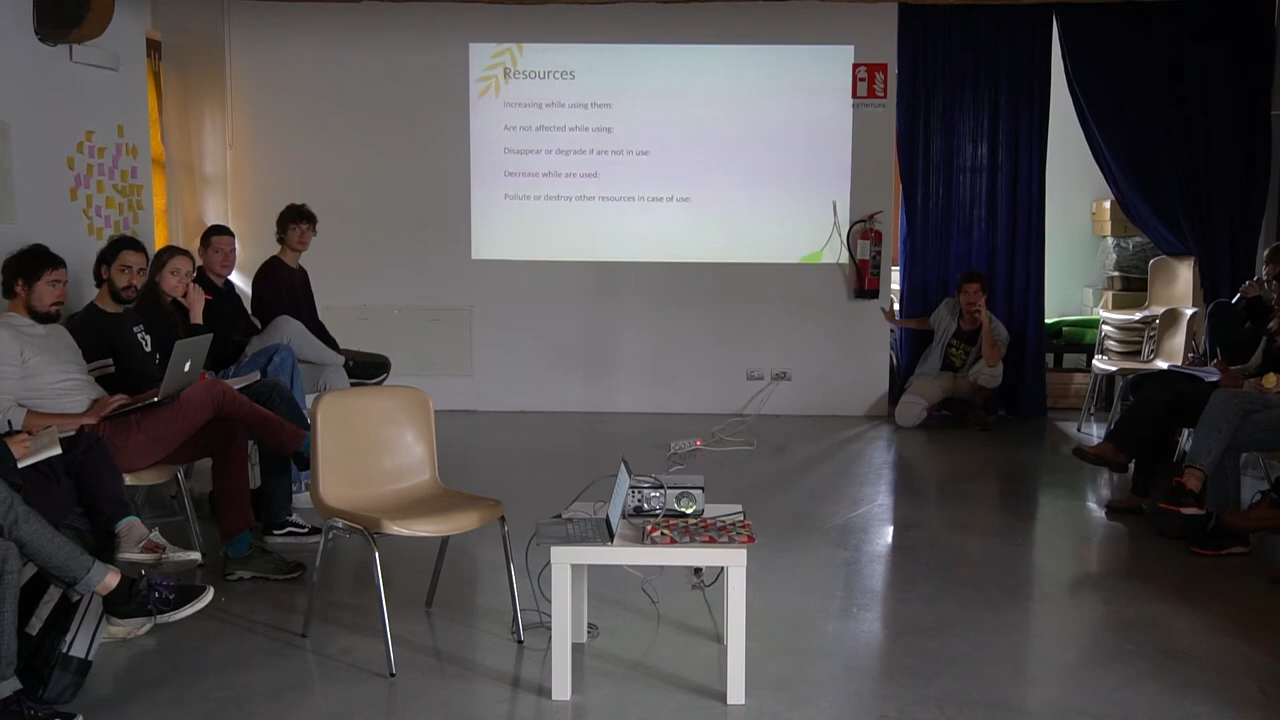 Resources
Increasing while using them:
Are not affected while using:
Disappear or degrade if are not in use:
Decrease while are used:
Pollute or destroy other resources in case of use:
ESTINTORE